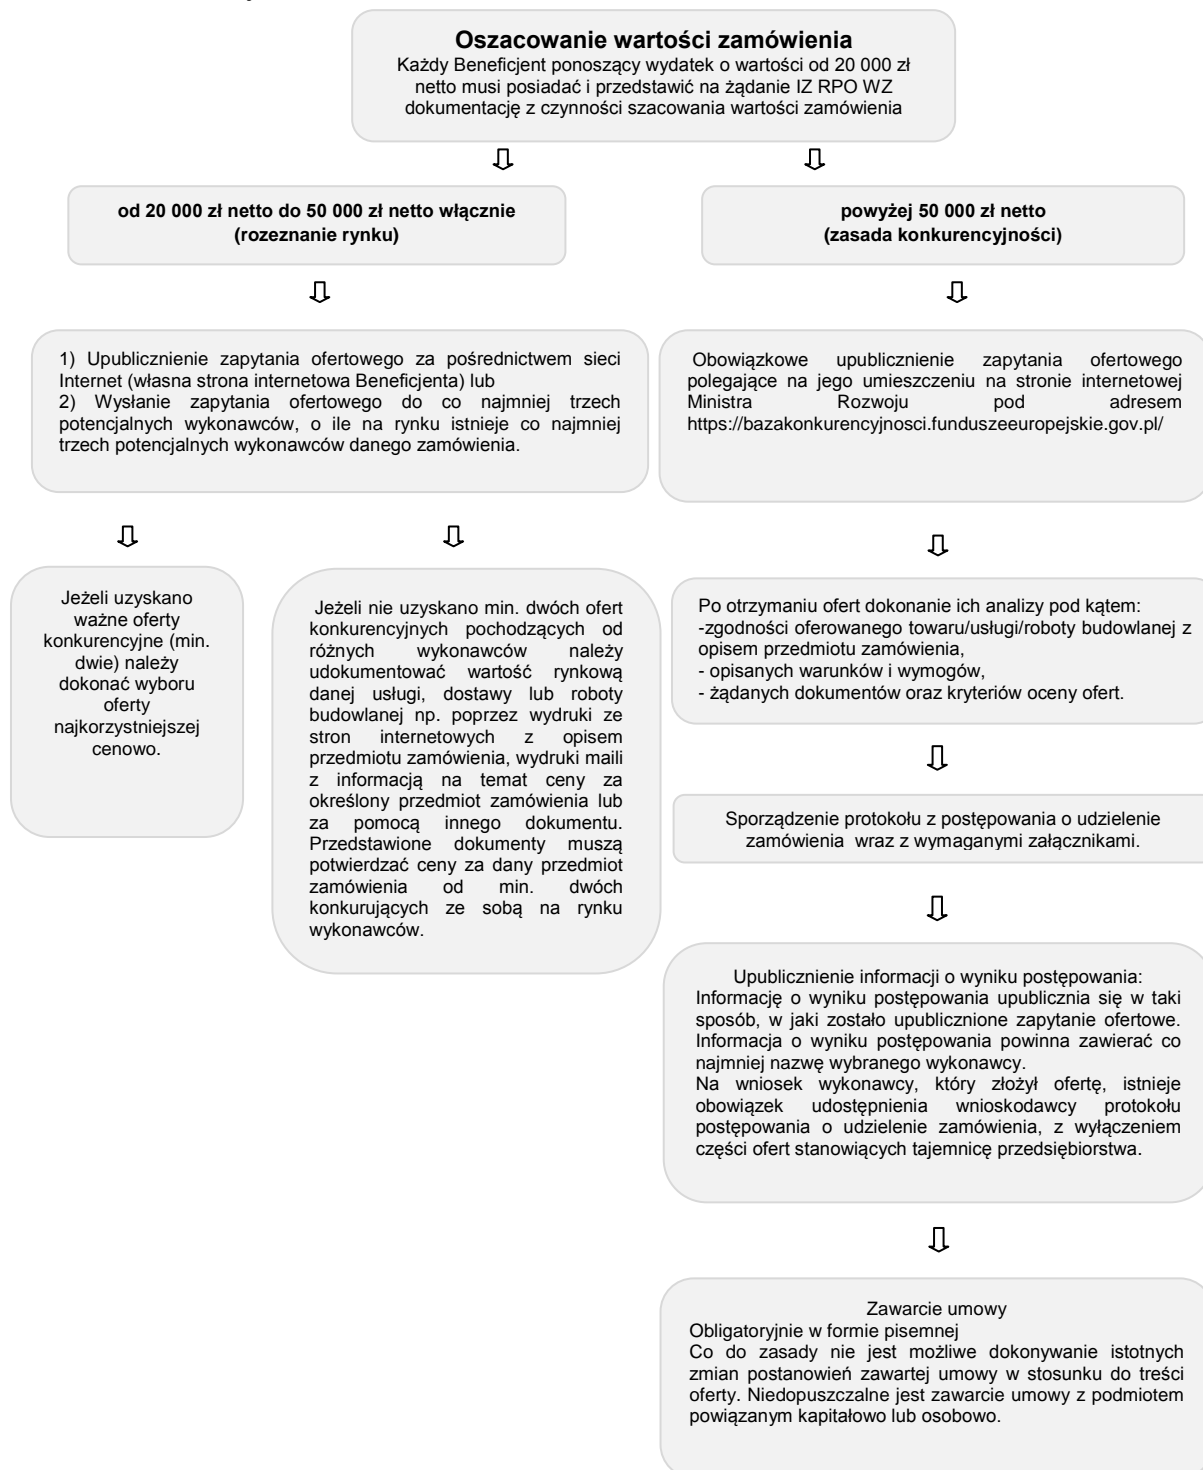 Oszacowanie wartości zamówienia
Każdy Beneficjent ponoszący wydatek o wartości od 20 000 zł
netto musi posiadać i przedstawić na żądanie IZ RPO WZ
dokumentację z czynności szacowania wartości zamówienia
od 20 000 zł netto do 50 000 zł netto włącznie
(rozeznanie rynku)
powyżej 50 000 zł netto
(zasada konkurencyjności)
1) Upublicznienie zapytania ofertowego za pośrednictwem sieci
Internet (własna strona internetowa Beneficjenta) lub
2) Wysłanie zapytania ofertowego do co najmniej trzech
potencjalnych wykonawców, o ile na rynku istnieje co najmniej
trzech potencjalnych wykonawców danego zamówienia.
Obowiązkowe upublicznienie zapytania ofertowego
polegające na jego umieszczeniu na stronie internetowej
Ministra Rozwoju pod adresem
https://bazakonkurencyjnosci.funduszeeuropejskie.gov.pl/
Jeżeli uzyskano
ważne oferty
konkurencyjne (min.
dwie) należy
dokonać wyboru
oferty
najkorzystniejszej
cenowo.
Jeżeli nie uzyskano min. dwóch ofert
konkurencyjnych pochodzących od
różnych wykonawców należy
udokumentować wartość rynkową
danej usługi, dostawy lub roboty
budowlanej np. poprzez wydruki ze
stron internetowych z opisem
przedmiotu zamówienia, wydruki maili
z informacją na temat ceny za
określony przedmiot zamówienia lub
za pomocą innego dokumentu.
Przedstawione dokumenty muszą
potwierdzać ceny za dany przedmiot
zamówienia od min. dwóch
konkurujących ze sobą na rynku
wykonawców.
Po otrzymaniu ofert dokonanie ich analizy pod kątem:
-zgodności oferowanego towaru/usługi/roboty budowlanej z
opisem przedmiotu zamówienia,
- opisanych warunków i wymogów,
- żądanych dokumentów oraz kryteriów oceny ofert.
Sporządzenie protokołu z postępowania o udzielenie
zamówienia wraz z wymaganymi załącznikami.
Upublicznienie informacji o wyniku postępowania:
Informację o wyniku postępowania upublicznia się w taki
sposób, w jaki zostało upublicznione zapytanie ofertowe.
Informacja o wyniku postępowania powinna zawierać co
najmniej nazwę wybranego wykonawcy.
Na wniosek wykonawcy, który złożył ofertę, istnieje
obowiązek udostępnienia wnioskodawcy protokołu
postępowania o udzielenie zamówienia, z wyłączeniem
części ofert stanowiących tajemnicę przedsiębiorstwa.
Zawarcie umowy
Obligatoryjnie w formie pisemnej
Co do zasady nie jest możliwe dokonywanie istotnych
zmian postanowień zawartej umowy w stosunku do treści
oferty. Niedopuszczalne jest zawarcie umowy z podmiotem
powiązanym kapitałowo lub osobowo.